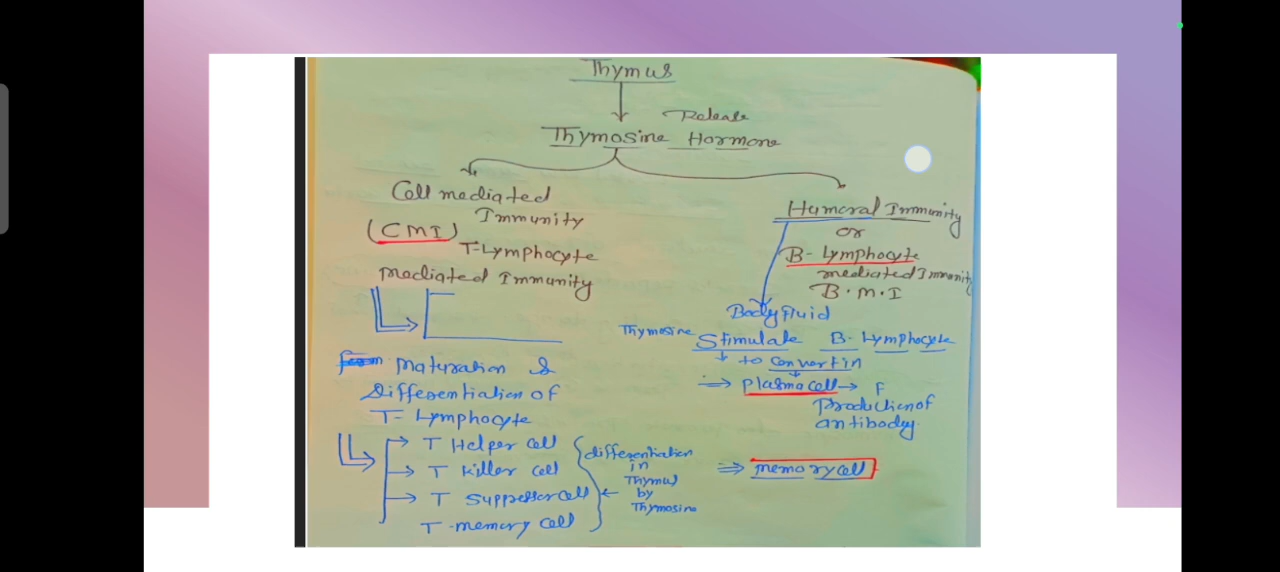 Thymus
Release
Thymosine Hormone
Cell mediated
Immunity
(CMI)
T-Lymphocyte
mediated Immunity
Humoral Immunity
or
B-Lymphocyte
mediated Immunity
B.M.I
Body fluid
Thymosine Stimulate B-Lymphocyte
to convert in
⇒ plasma cell → F
Production of
antibody.
⇒ memory cell
Maturation &
Differentiation of
T-Lymphocyte
→ T Helper cell
→ T Killer cell
→ T Suppressor cell
T-memory cell
differentiation
in
Thymus
← by
Thymosine